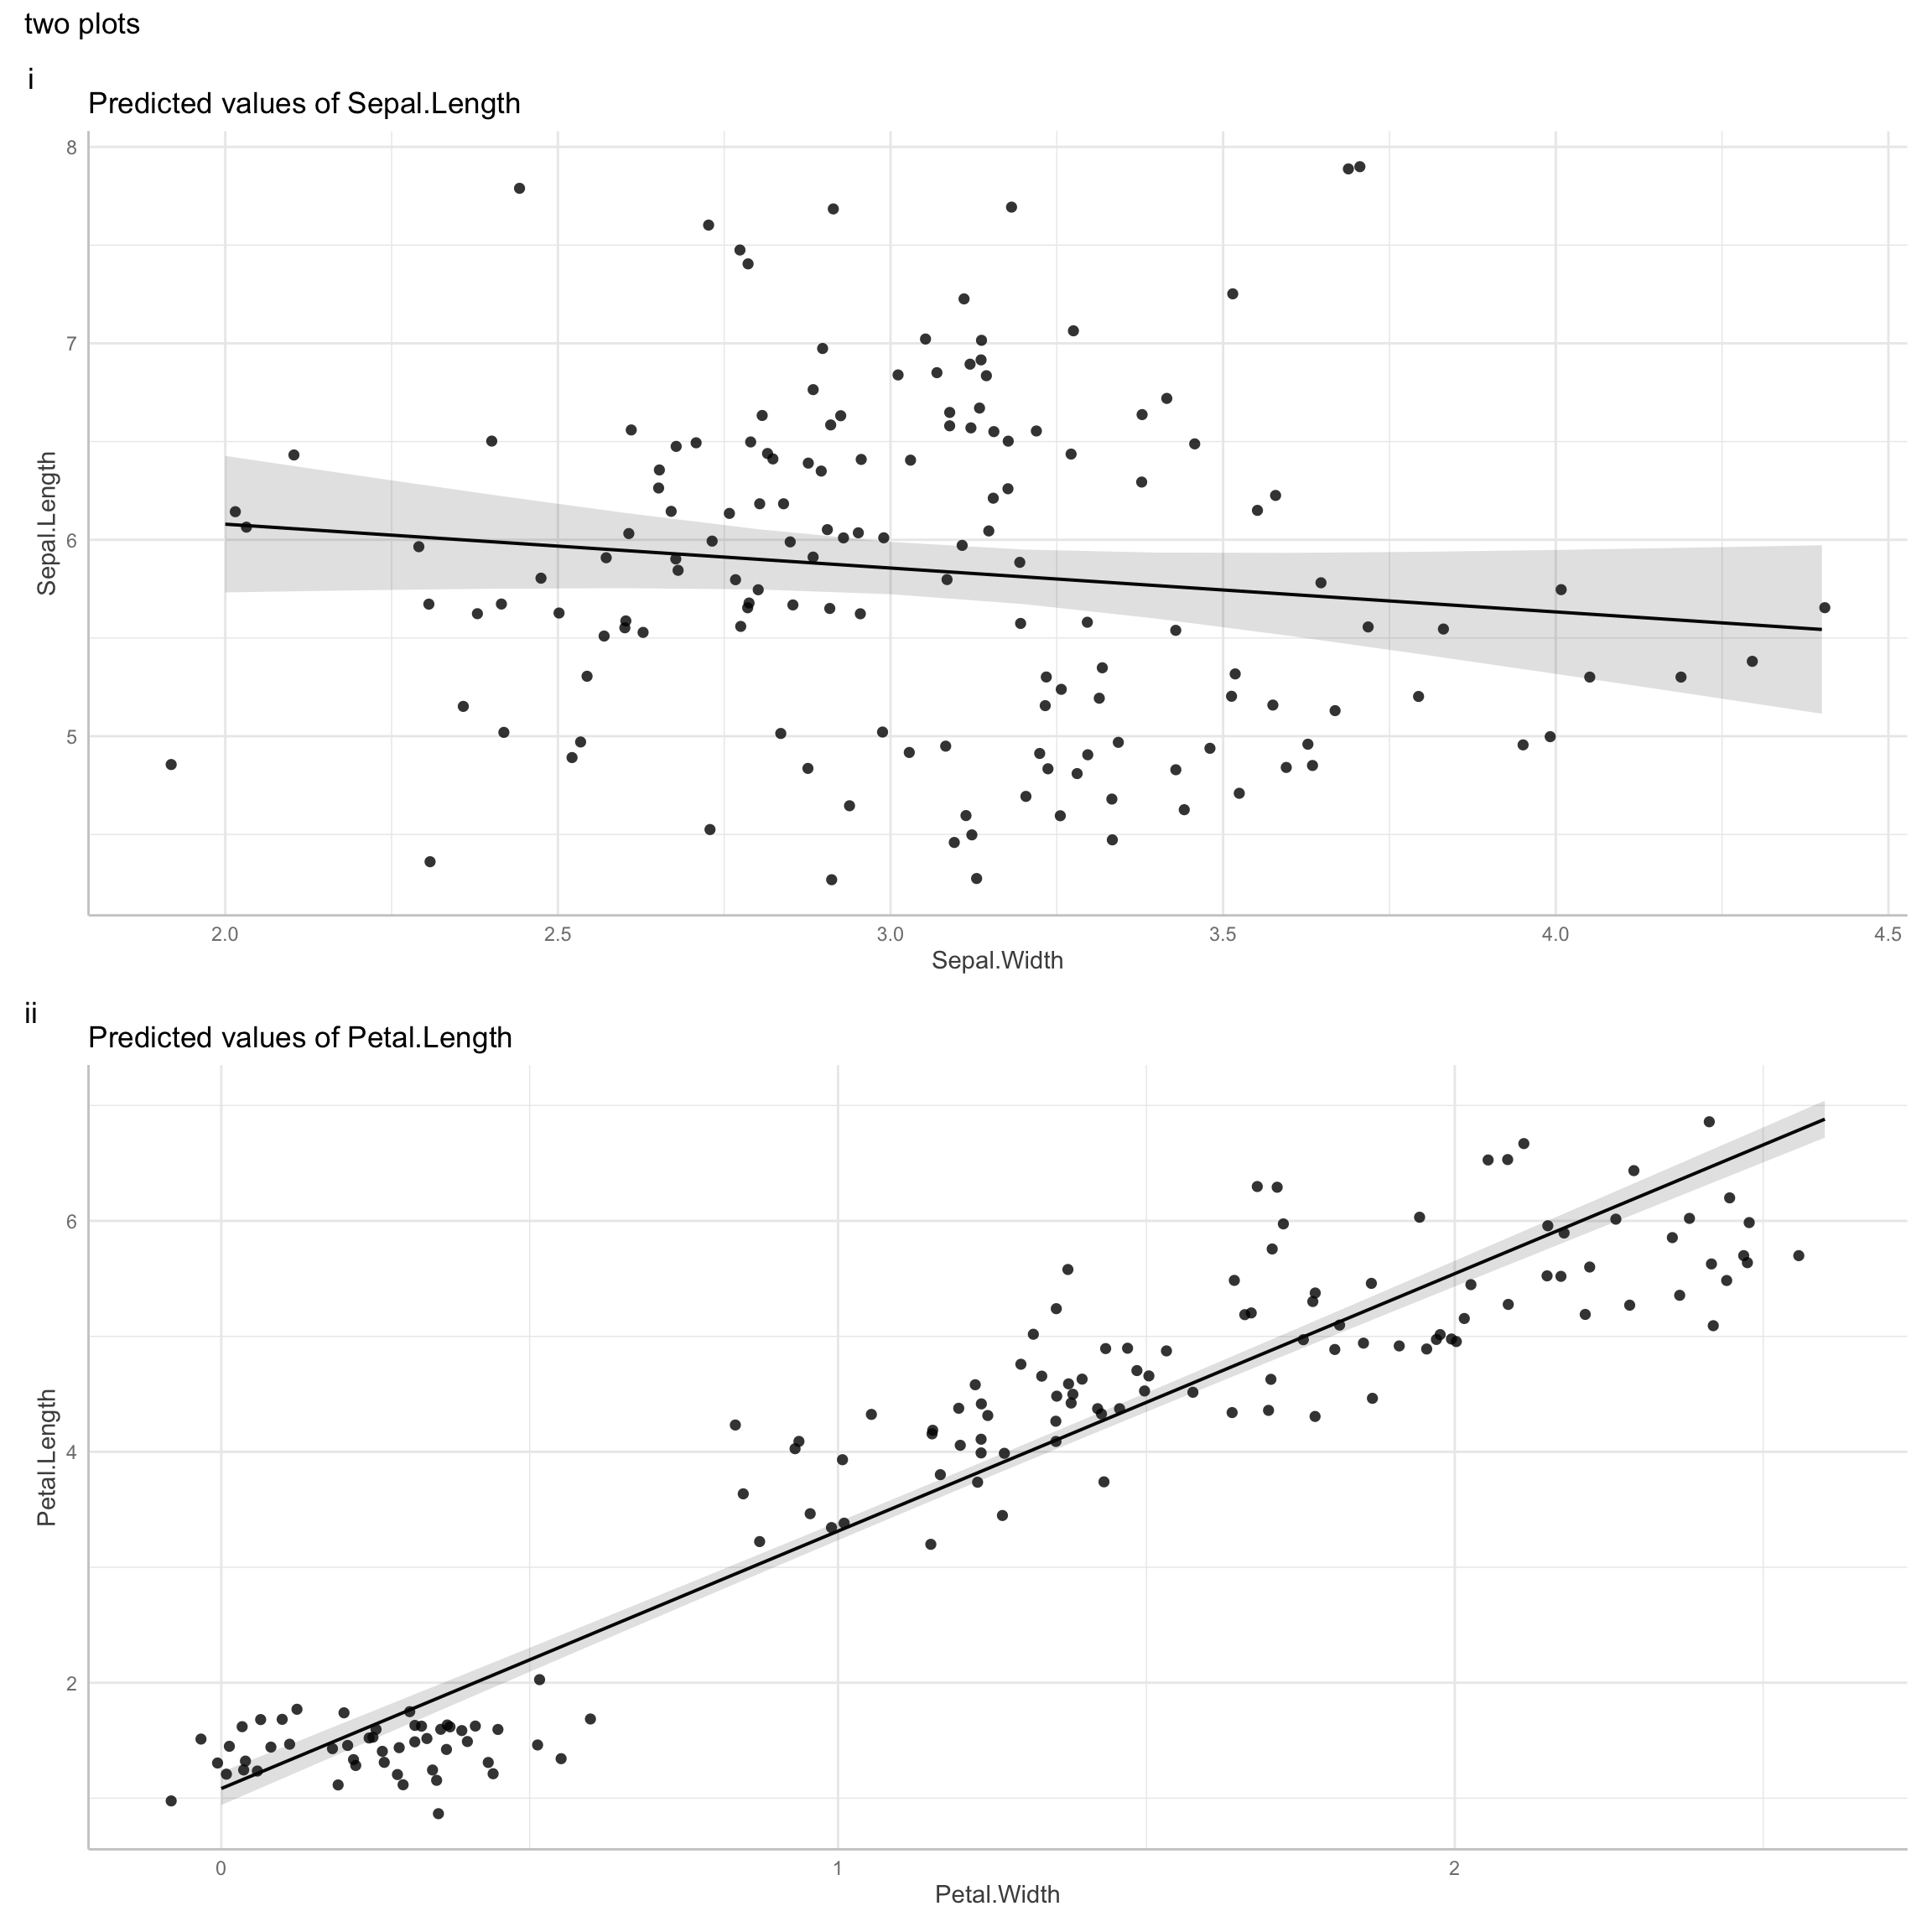 two plots
i
Predicted values of Sepal.Length
8
7
6
5
Sepal.Length
2.0 2.5 3.0 3.5 4.0 4.5
Sepal.Width
ii
Predicted values of Petal.Length
6
4
2
Petal.Length
0 1 2
Petal.Width